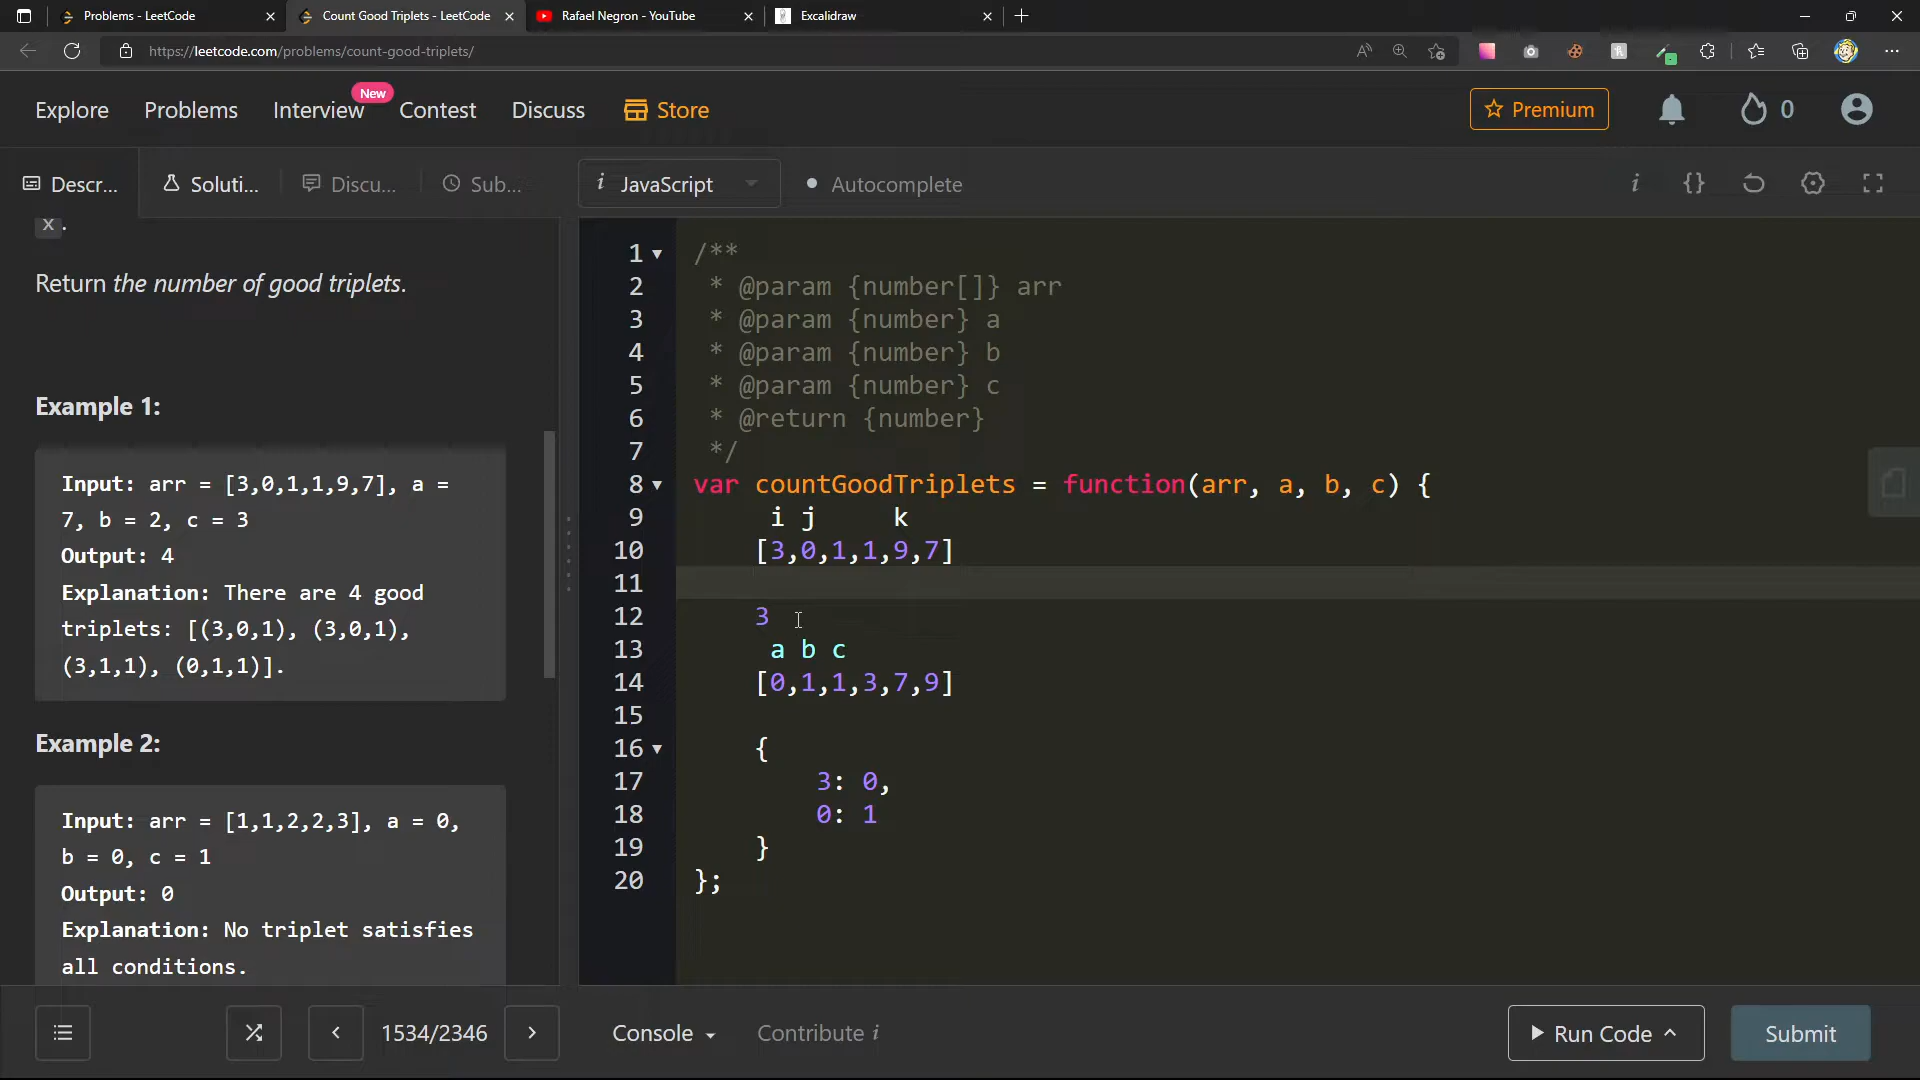 Problems - LeetCode
Count Good Triplets - LeetCode
Rafael Negron - YouTube
Excalidraw
https://leetcode.com/problems/count-good-triplets/
Explore
Problems
Interview
New
Contest
Discuss
Store
Premium
0
Descr...
Soluti...
Discu...
Sub...
i JavaScript
Autocomplete
i
{}
x.
Return the number of good triplets.
Example 1:
Input: arr = [3,0,1,1,9,7], a =
7, b = 2, c = 3
Output: 4
Explanation: There are 4 good
triplets: [(3,0,1), (3,0,1),
(3,1,1), (0,1,1)].
Example 2:
Input: arr = [1,1,2,2,3], a = 0,
b = 0, c = 1
Output: 0
Explanation: No triplet satisfies
all conditions.
1 /**
2 * @param {number[]} arr
3 * @param {number} a
4 * @param {number} b
5 * @param {number} c
6 * @return {number}
7 */
8 var countGoodTriplets = function(arr, a, b, c) {
9 i j k
10 [3,0,1,1,9,7]
11
12 3
13 a b c
14 [0,1,1,3,7,9]
15
16 {
17 3: 0,
18 0: 1
19 }
20 };
1534/2346
Console
Contribute i
Run Code
Submit